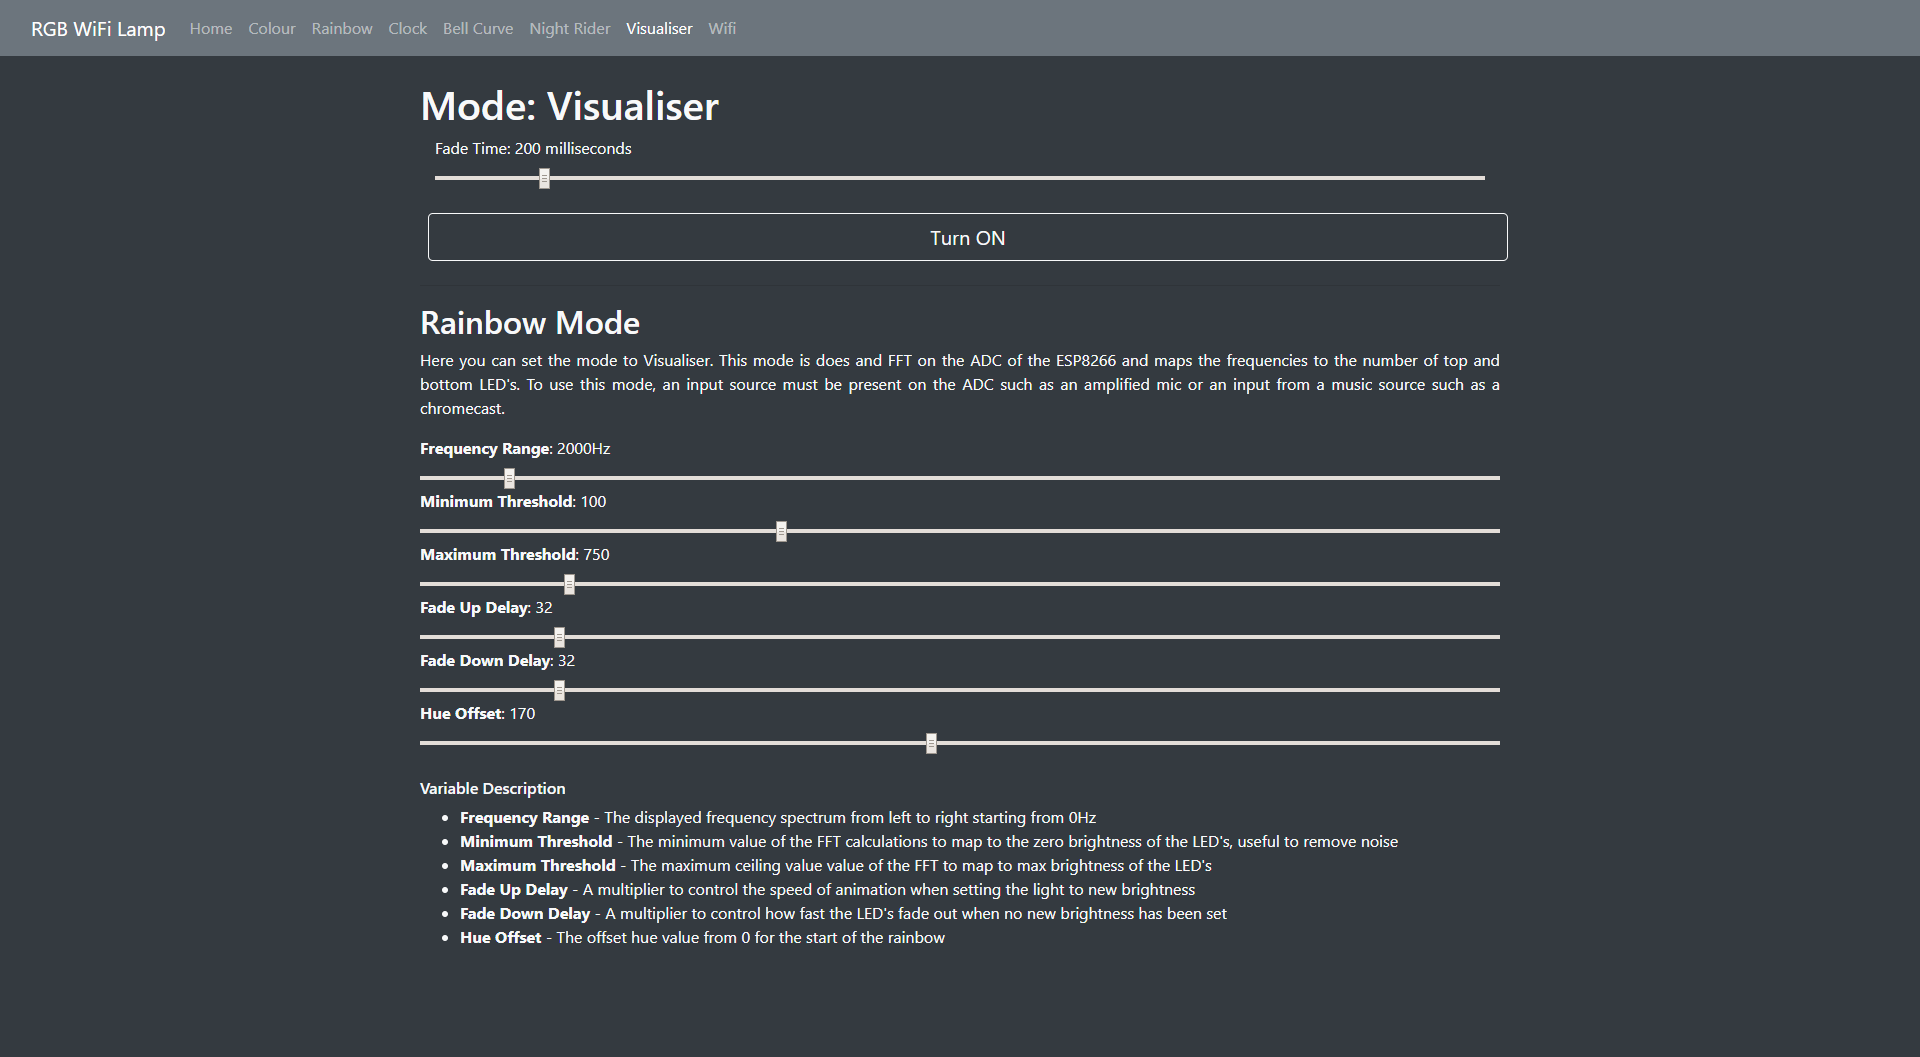 RGB WiFi Lamp Home Colour Rainbow Clock Bell Curve Night Rider Visualiser Wifi
Mode: Visualiser
Fade Time: 200 milliseconds
Turn ON
Rainbow Mode
Here you can set the mode to Visualiser. This mode is does and FFT on the ADC of the ESP8266 and maps the frequencies to the number of top and
bottom LED's. To use this mode, an input source must be present on the ADC such as an amplified mic or an input from a music source such as a
chromecast.
Frequency Range: 2000Hz
Minimum Threshold: 100
Maximum Threshold: 750
Fade Up Delay: 32
Fade Down Delay: 32
Hue Offset: 170
Variable Description
• Frequency Range - The displayed frequency spectrum from left to right starting from 0Hz
• Minimum Threshold - The minimum value of the FFT calculations to map to the zero brightness of the LED's, useful to remove noise
• Maximum Threshold - The maximum ceiling value value of the FFT to map to max brightness of the LED's
• Fade Up Delay - A multiplier to control the speed of animation when setting the light to new brightness
• Fade Down Delay - A multiplier to control how fast the LED's fade out when no new brightness has been set
• Hue Offset - The offset hue value from 0 for the start of the rainbow